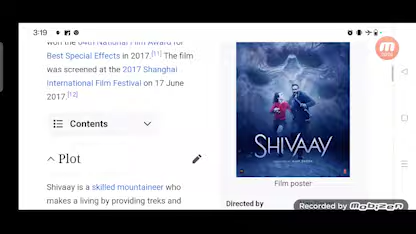 3:19
won the 64th National Film Award for
Best Special Effects in 2017.[11] The film
was screened at the 2017 Shanghai
International Film Festival on 17 June
2017.[12]
Contents
Plot
Shivaay is a skilled mountaineer who
makes a living by providing treks and
SHIVAAY
Film poster
Directed by
Recorded by mobizen